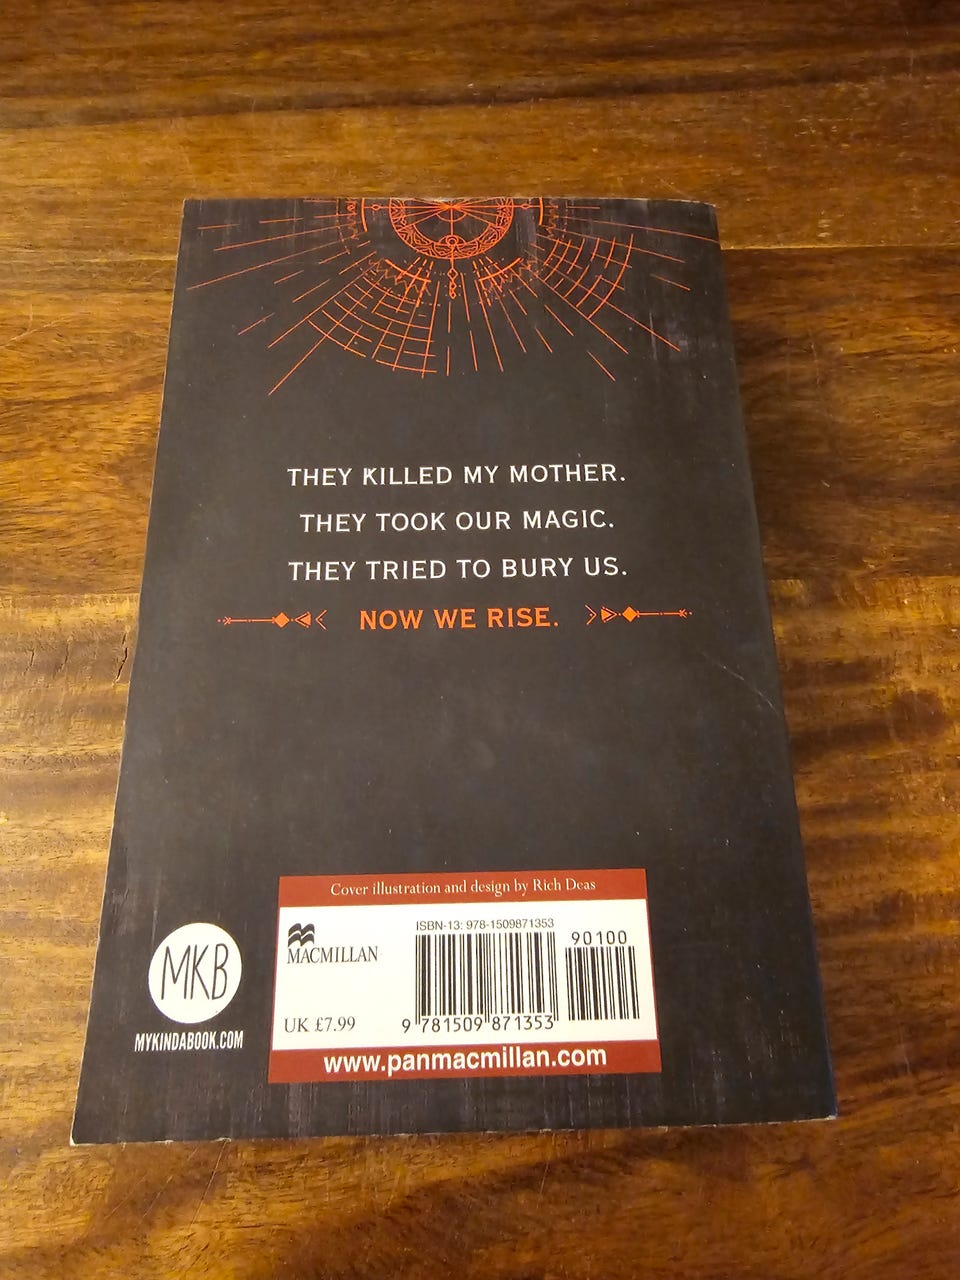 THEY KILLED MY MOTHER.
THEY TOOK OUR MAGIC.
THEY TRIED TO BURY US.
NOW WE RISE.
Cover illustration and design by Rich Deas
ISBN-13: 978-1509871353
90100
MACMILLAN
UK £7.99
9 781509 871353
www.panmacmillan.com
MKB
MYKINDABOOK.COM